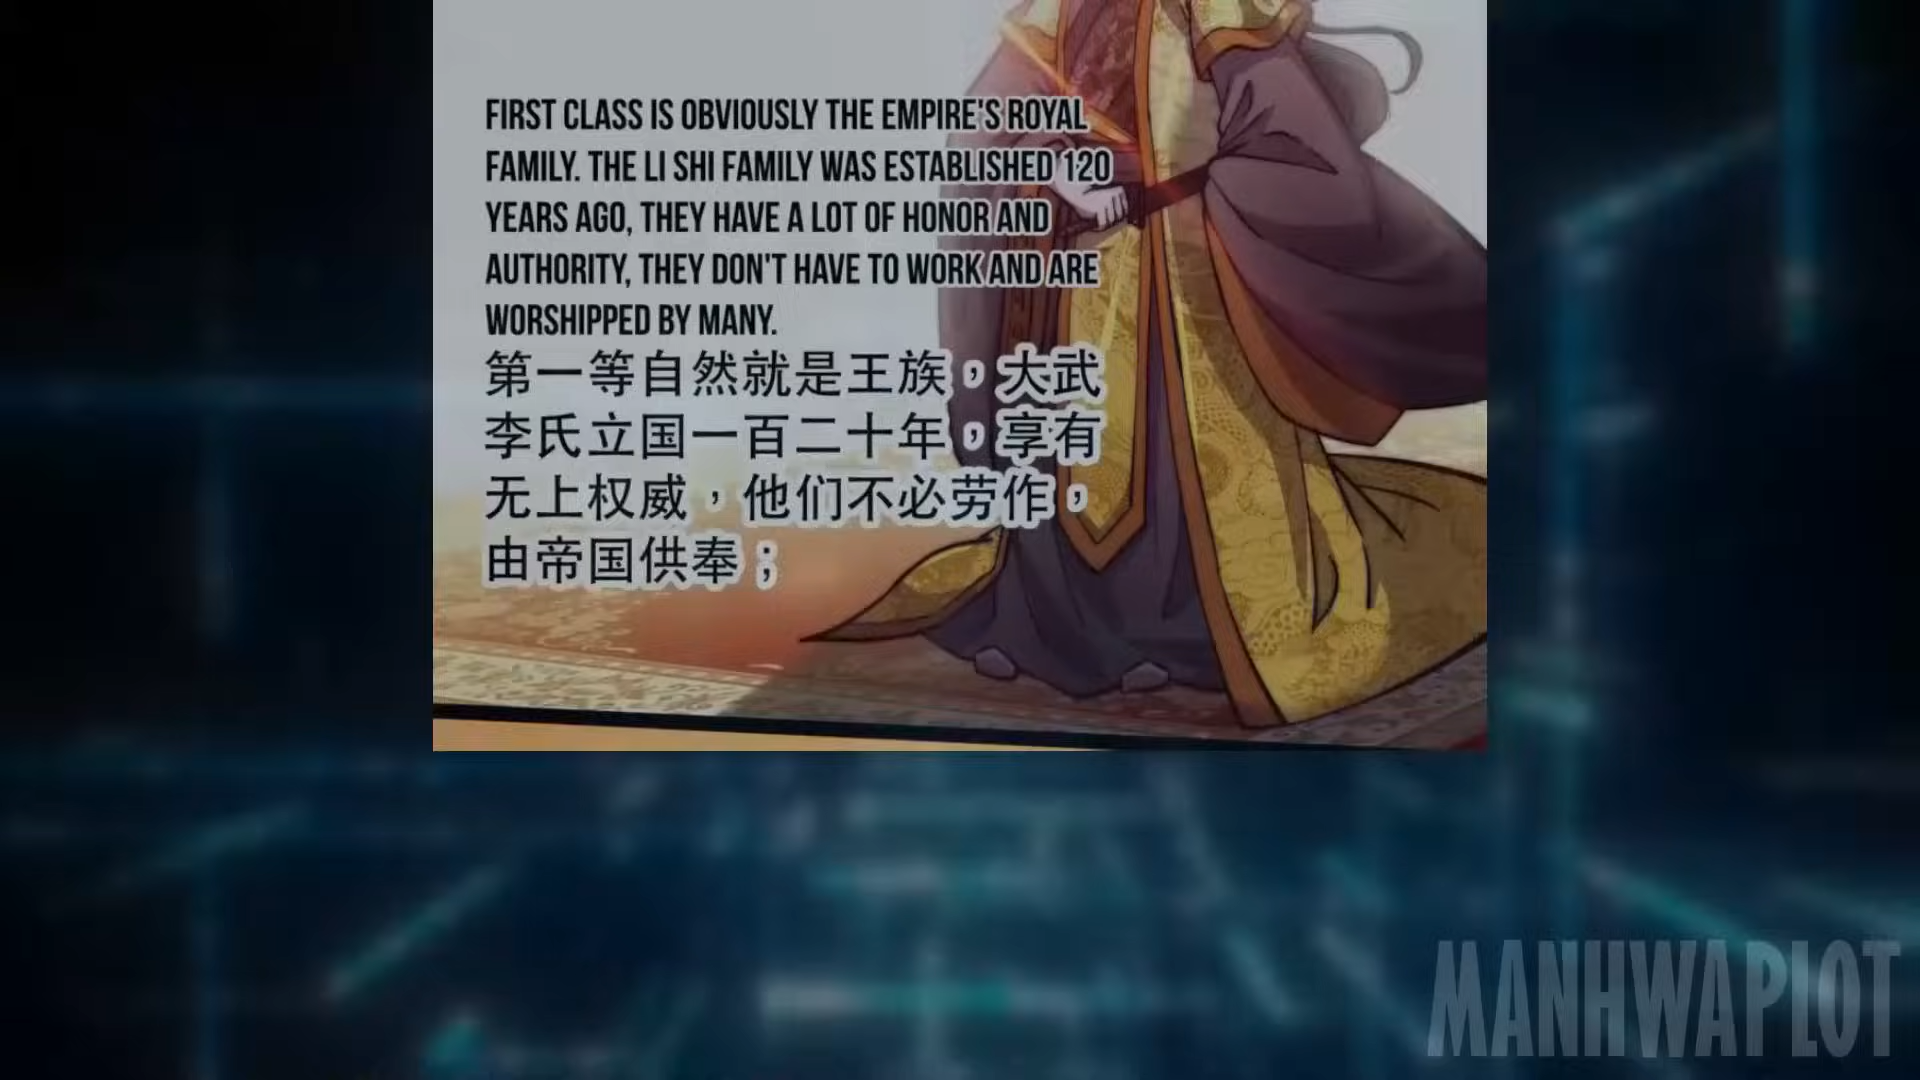 FIRST CLASS IS OBVIOUSLY THE EMPIRE'S ROYAL
FAMILY. THE LI SHI FAMILY WAS ESTABLISHED 120
YEARS AGO, THEY HAVE A LOT OF HONOR AND
AUTHORITY, THEY DON'T HAVE TO WORK AND ARE
WORSHIPPED BY MANY.
第一等自然就是王族，大武
李氏立国一百二十年，享有
无上权威，他们不必劳作，
由帝国供奉；
MANHWAPLOT